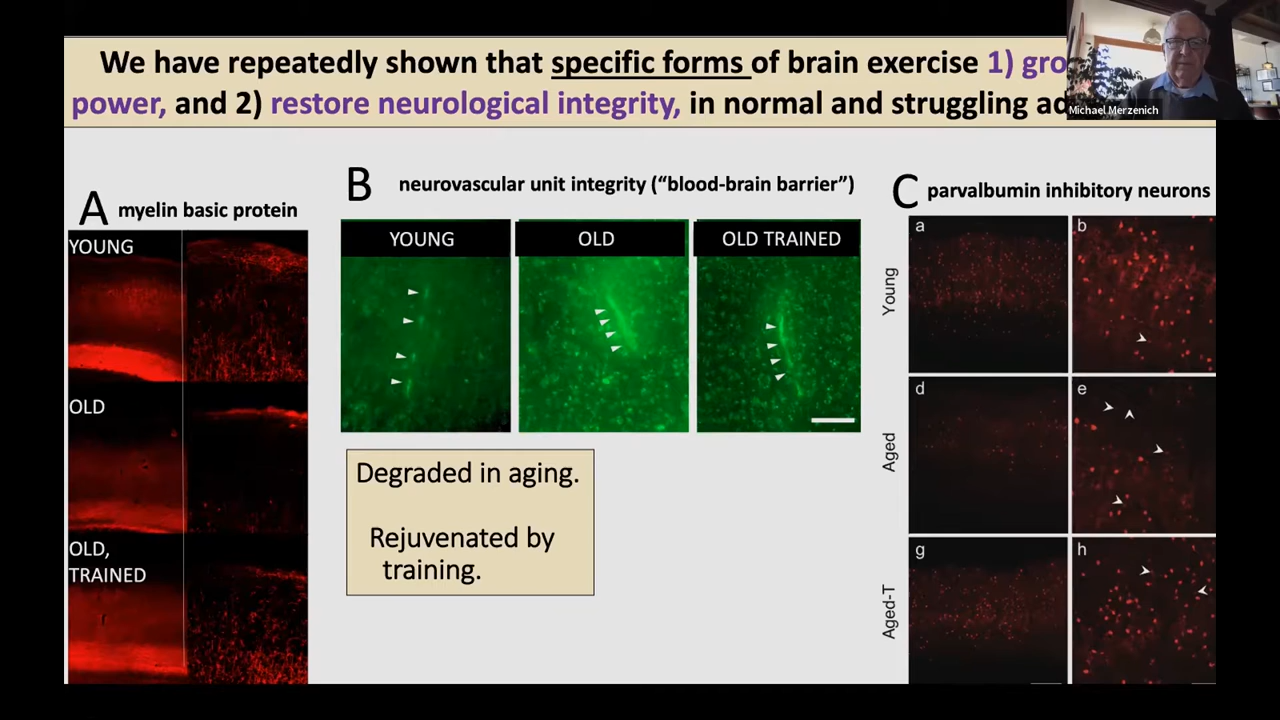 We have repeatedly shown that specific forms of brain exercise 1)
power, and 2) restore neurological integrity, in normal and struggling
Michael Merzenich
A myelin basic protein
YOUNG
OLD
OLD,
TRAINED
B neurovascular unit integrity (“blood-brain barrier”)
YOUNG
OLD
OLD TRAINED
Degraded in aging.
Rejuvenated by
training.
C parvalbumin inhibitory neurons
Young
a
b
Aged
d
e
Aged-T
g
h